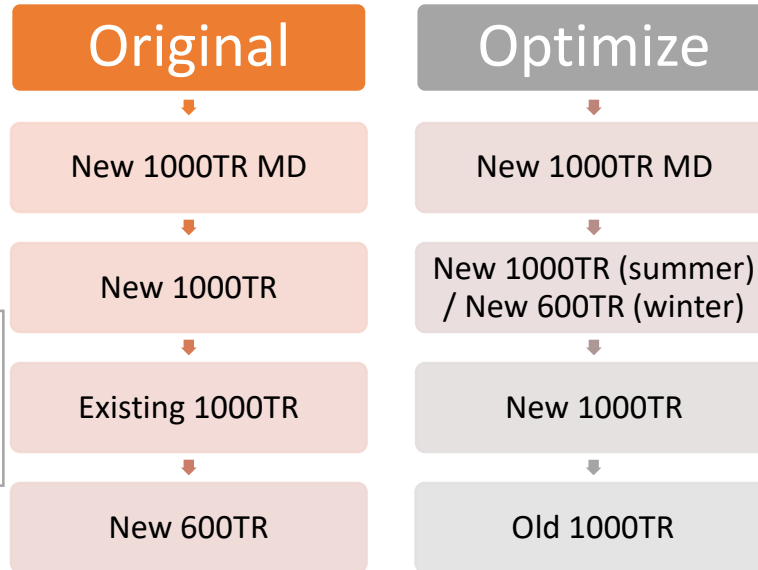 Original
New 1000TR MD
New 1000TR
Existing 1000TR
New 600TR
Optimize
New 1000TR MD
New 1000TR (summer)
/ New 600TR (winter)
New 1000TR
Old 1000TR